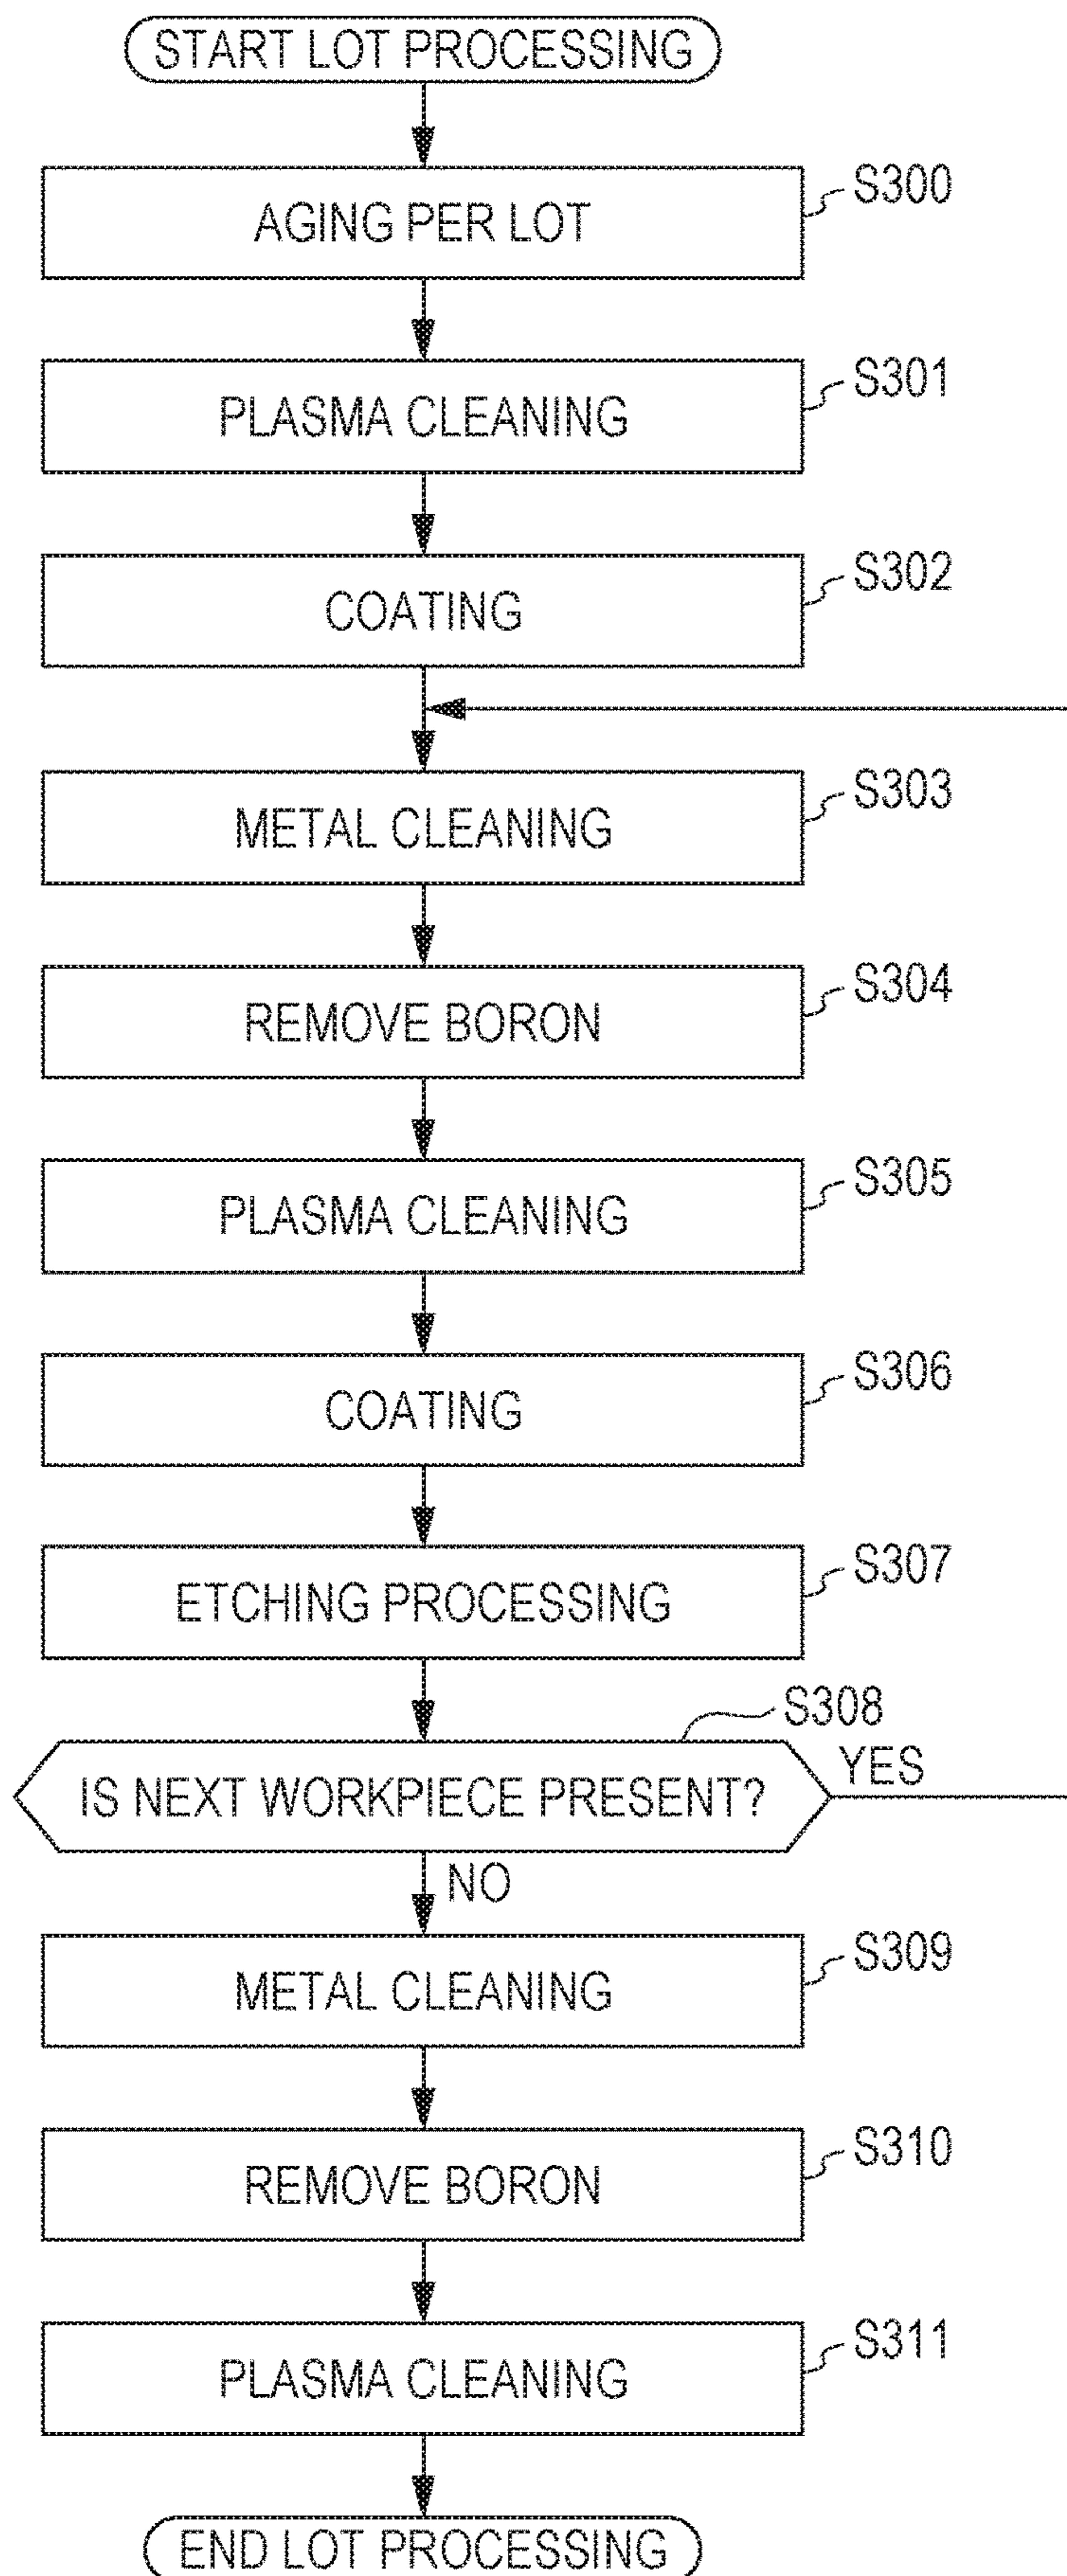 START LOT PROCESSING
S300
AGING PER LOT
S301
PLASMA CLEANING
S302
COATING
S303
METAL CLEANING
S304
REMOVE BORON
S305
PLASMA CLEANING
S306
COATING
S307
ETCHING PROCESSING
S308
IS NEXT WORKPIECE PRESENT?
YES
NO
S309
METAL CLEANING
S310
REMOVE BORON
S311
PLASMA CLEANING
END LOT PROCESSING